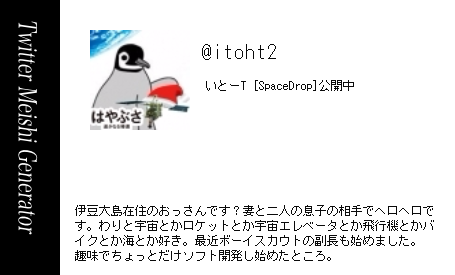 Twitter Meishi Generator
@itoht2
いとーT [SpaceDrop]公開中
はやぶさ
伊豆大島在住のおっさんです？妻と二人の息子の相手でヘロヘロで
す。わりと宇宙とかロケットとか宇宙エレベータとか飛行機とかバ
イクとか海とか好き。最近ボーイスカウトの副長も始めました。
趣味でちょっとだけソフト開発し始めたところ。